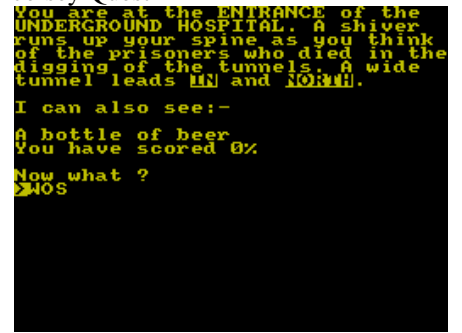 You are at the ENTRANCE of the
UNDERGROUND HOSPITAL. A shiver
runs up your spine as you think
of the prisoners who died in the
digging of the tunnels. A wide
tunnel leads IN and NORTH.
I can also see:-
A bottle of beer
You have scored 0%
Now what ?
>WOS